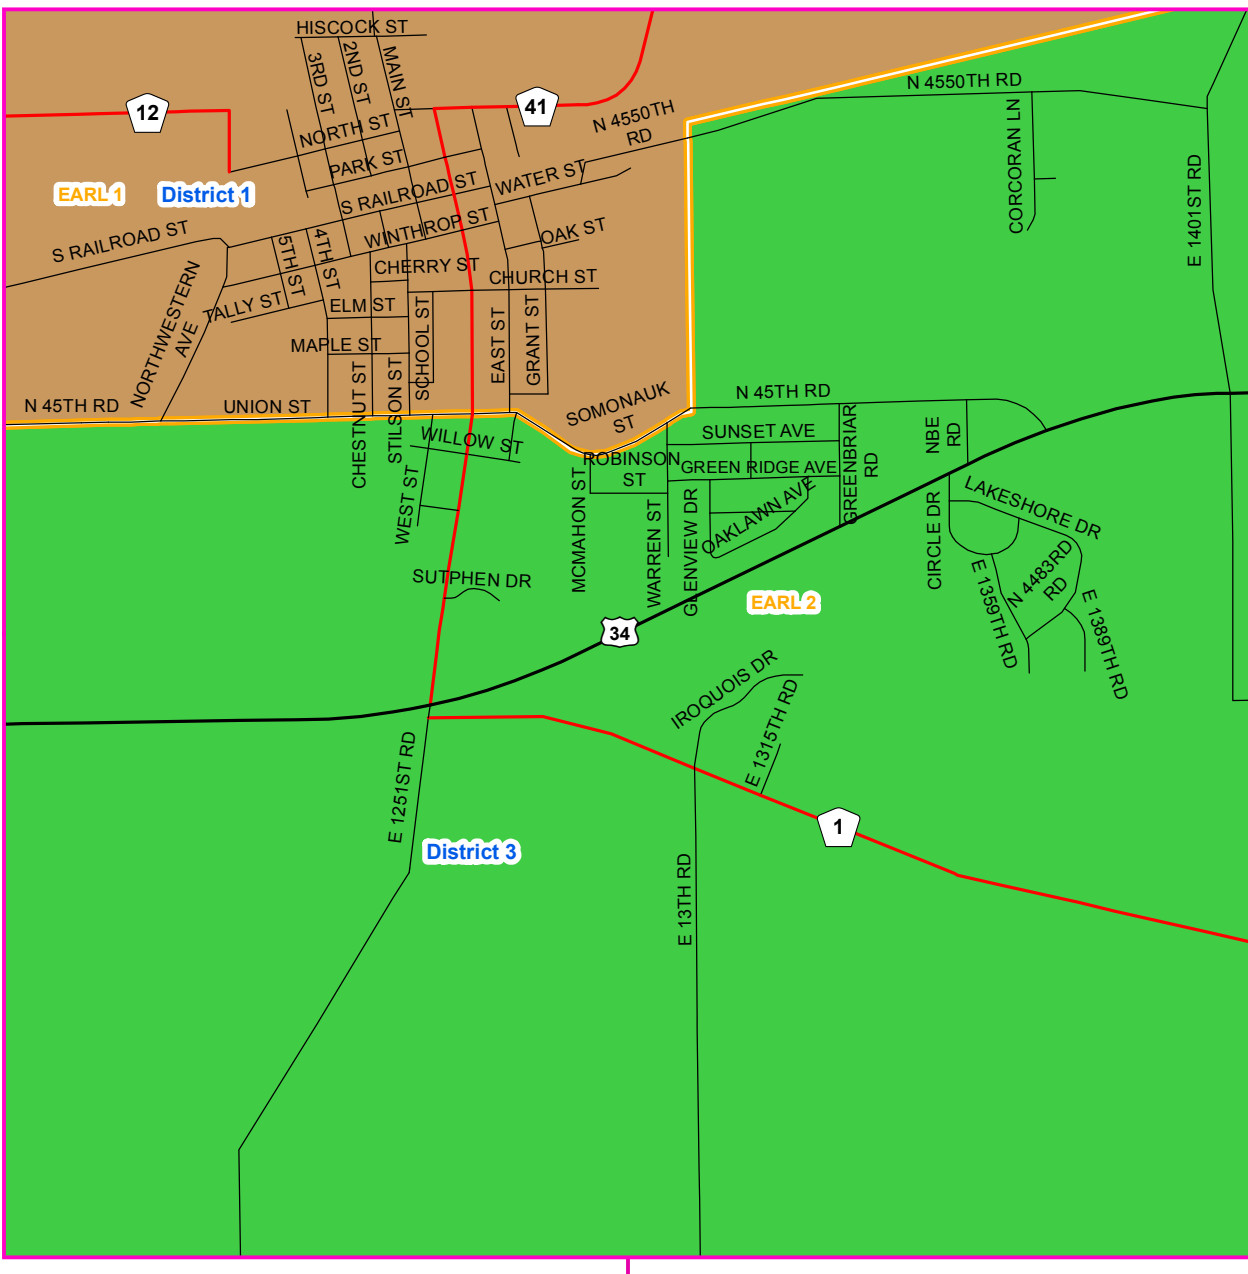 HISCOCK ST
3RD ST
2ND ST
MAIN ST
12
41
N 4550TH
RD
N 4550TH RD
CORCORAN LN
E 1401ST RD
NORTH ST
PARK ST
EARL 1
District 1
S RAILROAD ST
WATER ST
S RAILROAD ST
WINTHROP ST
OAK ST
5TH ST
4TH ST
CHERRY ST
CHURCH ST
NORTHWESTERN
AVE
TALLY ST
ELM ST
SCHOOL ST
EAST ST
GRANT ST
MAPLE ST
CHESTNUT ST
STILSON ST
N 45TH RD
UNION ST
SOMONAUK
ST
N 45TH RD
WILLOW ST
SUNSET AVE
GREENBRIAR
RD
NBE
RD
ROBINSON
ST
GREEN RIDGE AVE
WEST ST
MCMAHON ST
WARREN ST
GLENVIEW DR
OAKLAWN AVE
CIRCLE DR
LAKESHORE DR
SUTPHEN DR
E 1359TH RD
N 4483RD
RD
E 1389TH RD
EARL 2
34
IROQUOIS DR
E 1315TH RD
E 1251ST RD
1
District 3
E 13TH RD